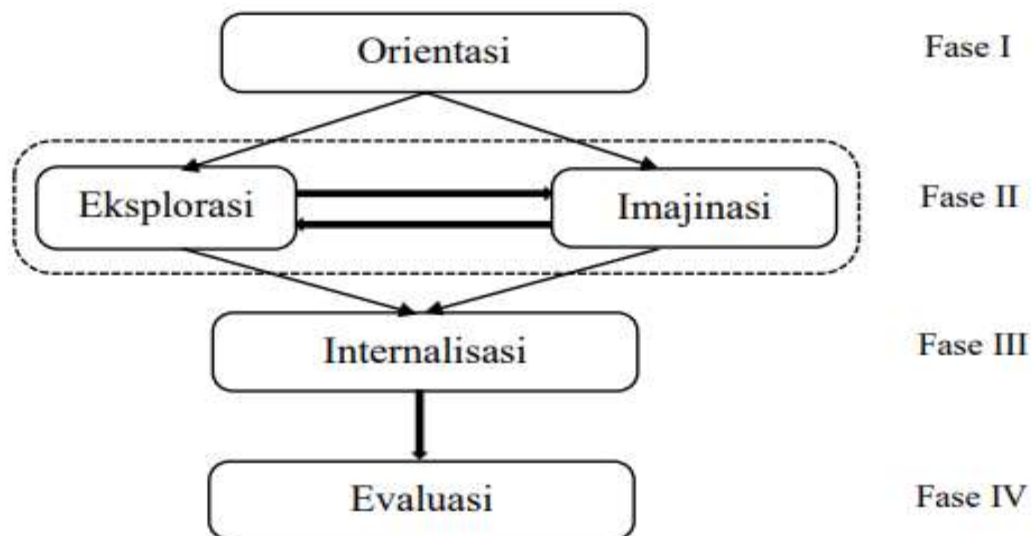 Orientasi
Fase I
Eksplorasi
Imajinasi
Fase II
Internalisasi
Fase III
Evaluasi
Fase IV